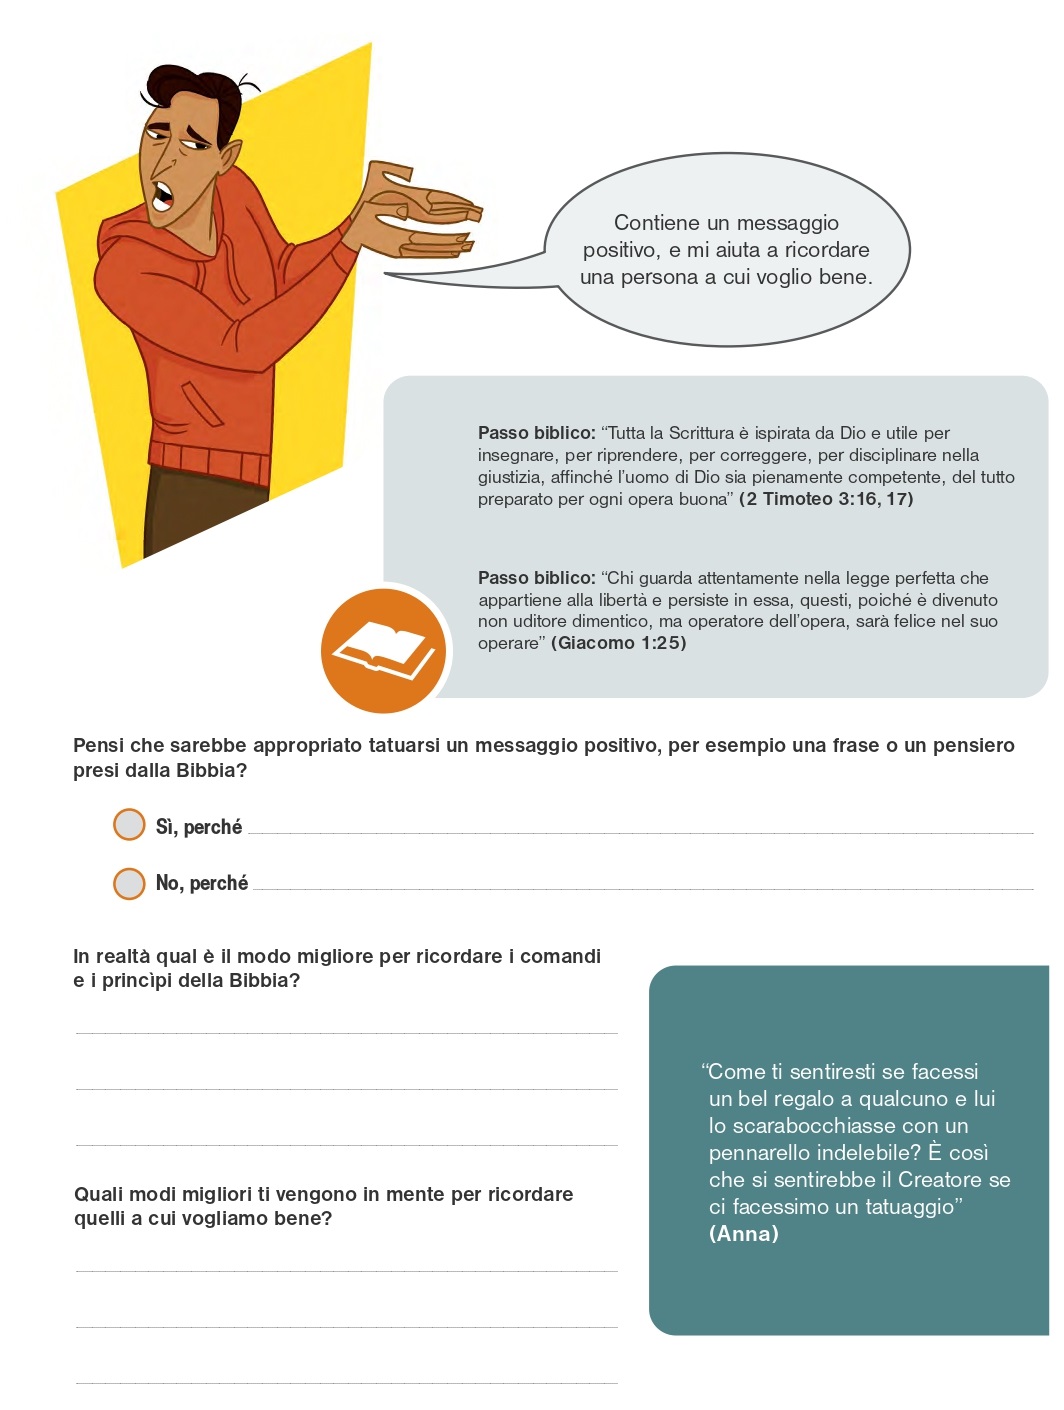 Contiene un messaggio
positivo, e mi aiuta a ricordare
una persona a cui voglio bene.
Passo biblico: “Tutta la Scrittura è ispirata da Dio e utile per
insegnare, per riprendere, per correggere, per disciplinare nella
giustizia, affinché l’uomo di Dio sia pienamente competente, del tutto
preparato per ogni opera buona” (2 Timoteo 3:16, 17)
Passo biblico: “Chi guarda attentamente nella legge perfetta che
appartiene alla libertà e persiste in essa, questi, poiché è divenuto
non uditore dimentico, ma operatore dell’opera, sarà felice nel suo
operare” (Giacomo 1:25)
Pensi che sarebbe appropriato tatuarsi un messaggio positivo, per esempio una frase o un pensiero
presi dalla Bibbia?
Sì, perché
No, perché
In realtà qual è il modo migliore per ricordare i comandi
e i princìpi della Bibbia?
Quali modi migliori ti vengono in mente per ricordare
quelli a cui vogliamo bene?
“Come ti sentiresti se facessi
un bel regalo a qualcuno e lui
lo scarabocchiasse con un
pennarello indelebile? È così
che si sentirebbe il Creatore se
ci facessimo un tatuaggio”
(Anna)